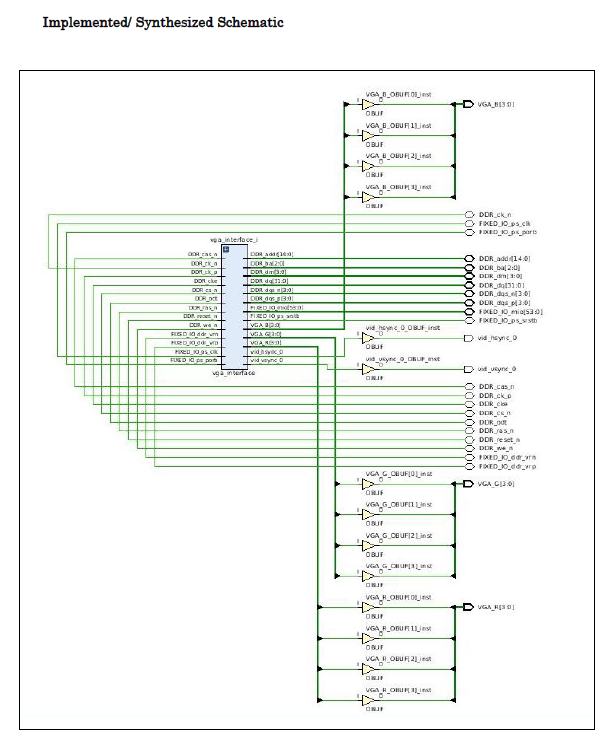 Implemented/ Synthesized Schematic
VGA_B_OBUF[0]_inst
I O VGA_B[3:0]
OBUF
VGA_B_OBUF[1]_inst
I O
OBUF
VGA_B_OBUF[2]_inst
I O
OBUF
VGA_B_OBUF[3]_inst
I O
OBUF
DDR_ck_n
FIXED_IO_ps_clk
FIXED_IO_ps_porb
vga_interface_i
DDR_cas_n DDR_addr[14:0]
DDR_ck_n DDR_ba[2:0]
DDR_ck_p DDR_dm[3:0]
DDR_cke DDR_dq[31:0]
DDR_cs_n DDR_dqs_n[3:0]
DDR_odt DDR_dqs_p[3:0]
DDR_ras_n FIXED_IO_mio[53:0]
DDR_reset_n FIXED_IO_ps_srstb
DDR_we_n VGA_B[3:0]
FIXED_IO_ddr_vrn VGA_G[3:0]
FIXED_IO_ddr_vrp VGA_R[3:0]
FIXED_IO_ps_clk vid_hsync_0
FIXED_IO_ps_porb vid_vsync_0
vga_interface
DDR_addr[14:0]
DDR_ba[2:0]
DDR_dm[3:0]
DDR_dq[31:0]
DDR_dqs_n[3:0]
DDR_dqs_p[3:0]
FIXED_IO_mio[53:0]
FIXED_IO_ps_srstb
vid_hsync_0_OBUF_inst
I O vid_hsync_0
OBUF
vid_vsync_0_OBUF_inst
I O vid_vsync_0
OBUF
DDR_cas_n
DDR_ck_p
DDR_cke
DDR_cs_n
DDR_odt
DDR_ras_n
DDR_reset_n
DDR_we_n
FIXED_IO_ddr_vrn
FIXED_IO_ddr_vrp
VGA_G_OBUF[0]_inst
I O VGA_G[3:0]
OBUF
VGA_G_OBUF[1]_inst
I O
OBUF
VGA_G_OBUF[2]_inst
I O
OBUF
VGA_G_OBUF[3]_inst
I O
OBUF
VGA_R_OBUF[0]_inst
I O VGA_R[3:0]
OBUF
VGA_R_OBUF[1]_inst
I O
OBUF
VGA_R_OBUF[2]_inst
I O
OBUF
VGA_R_OBUF[3]_inst
I O
OBUF